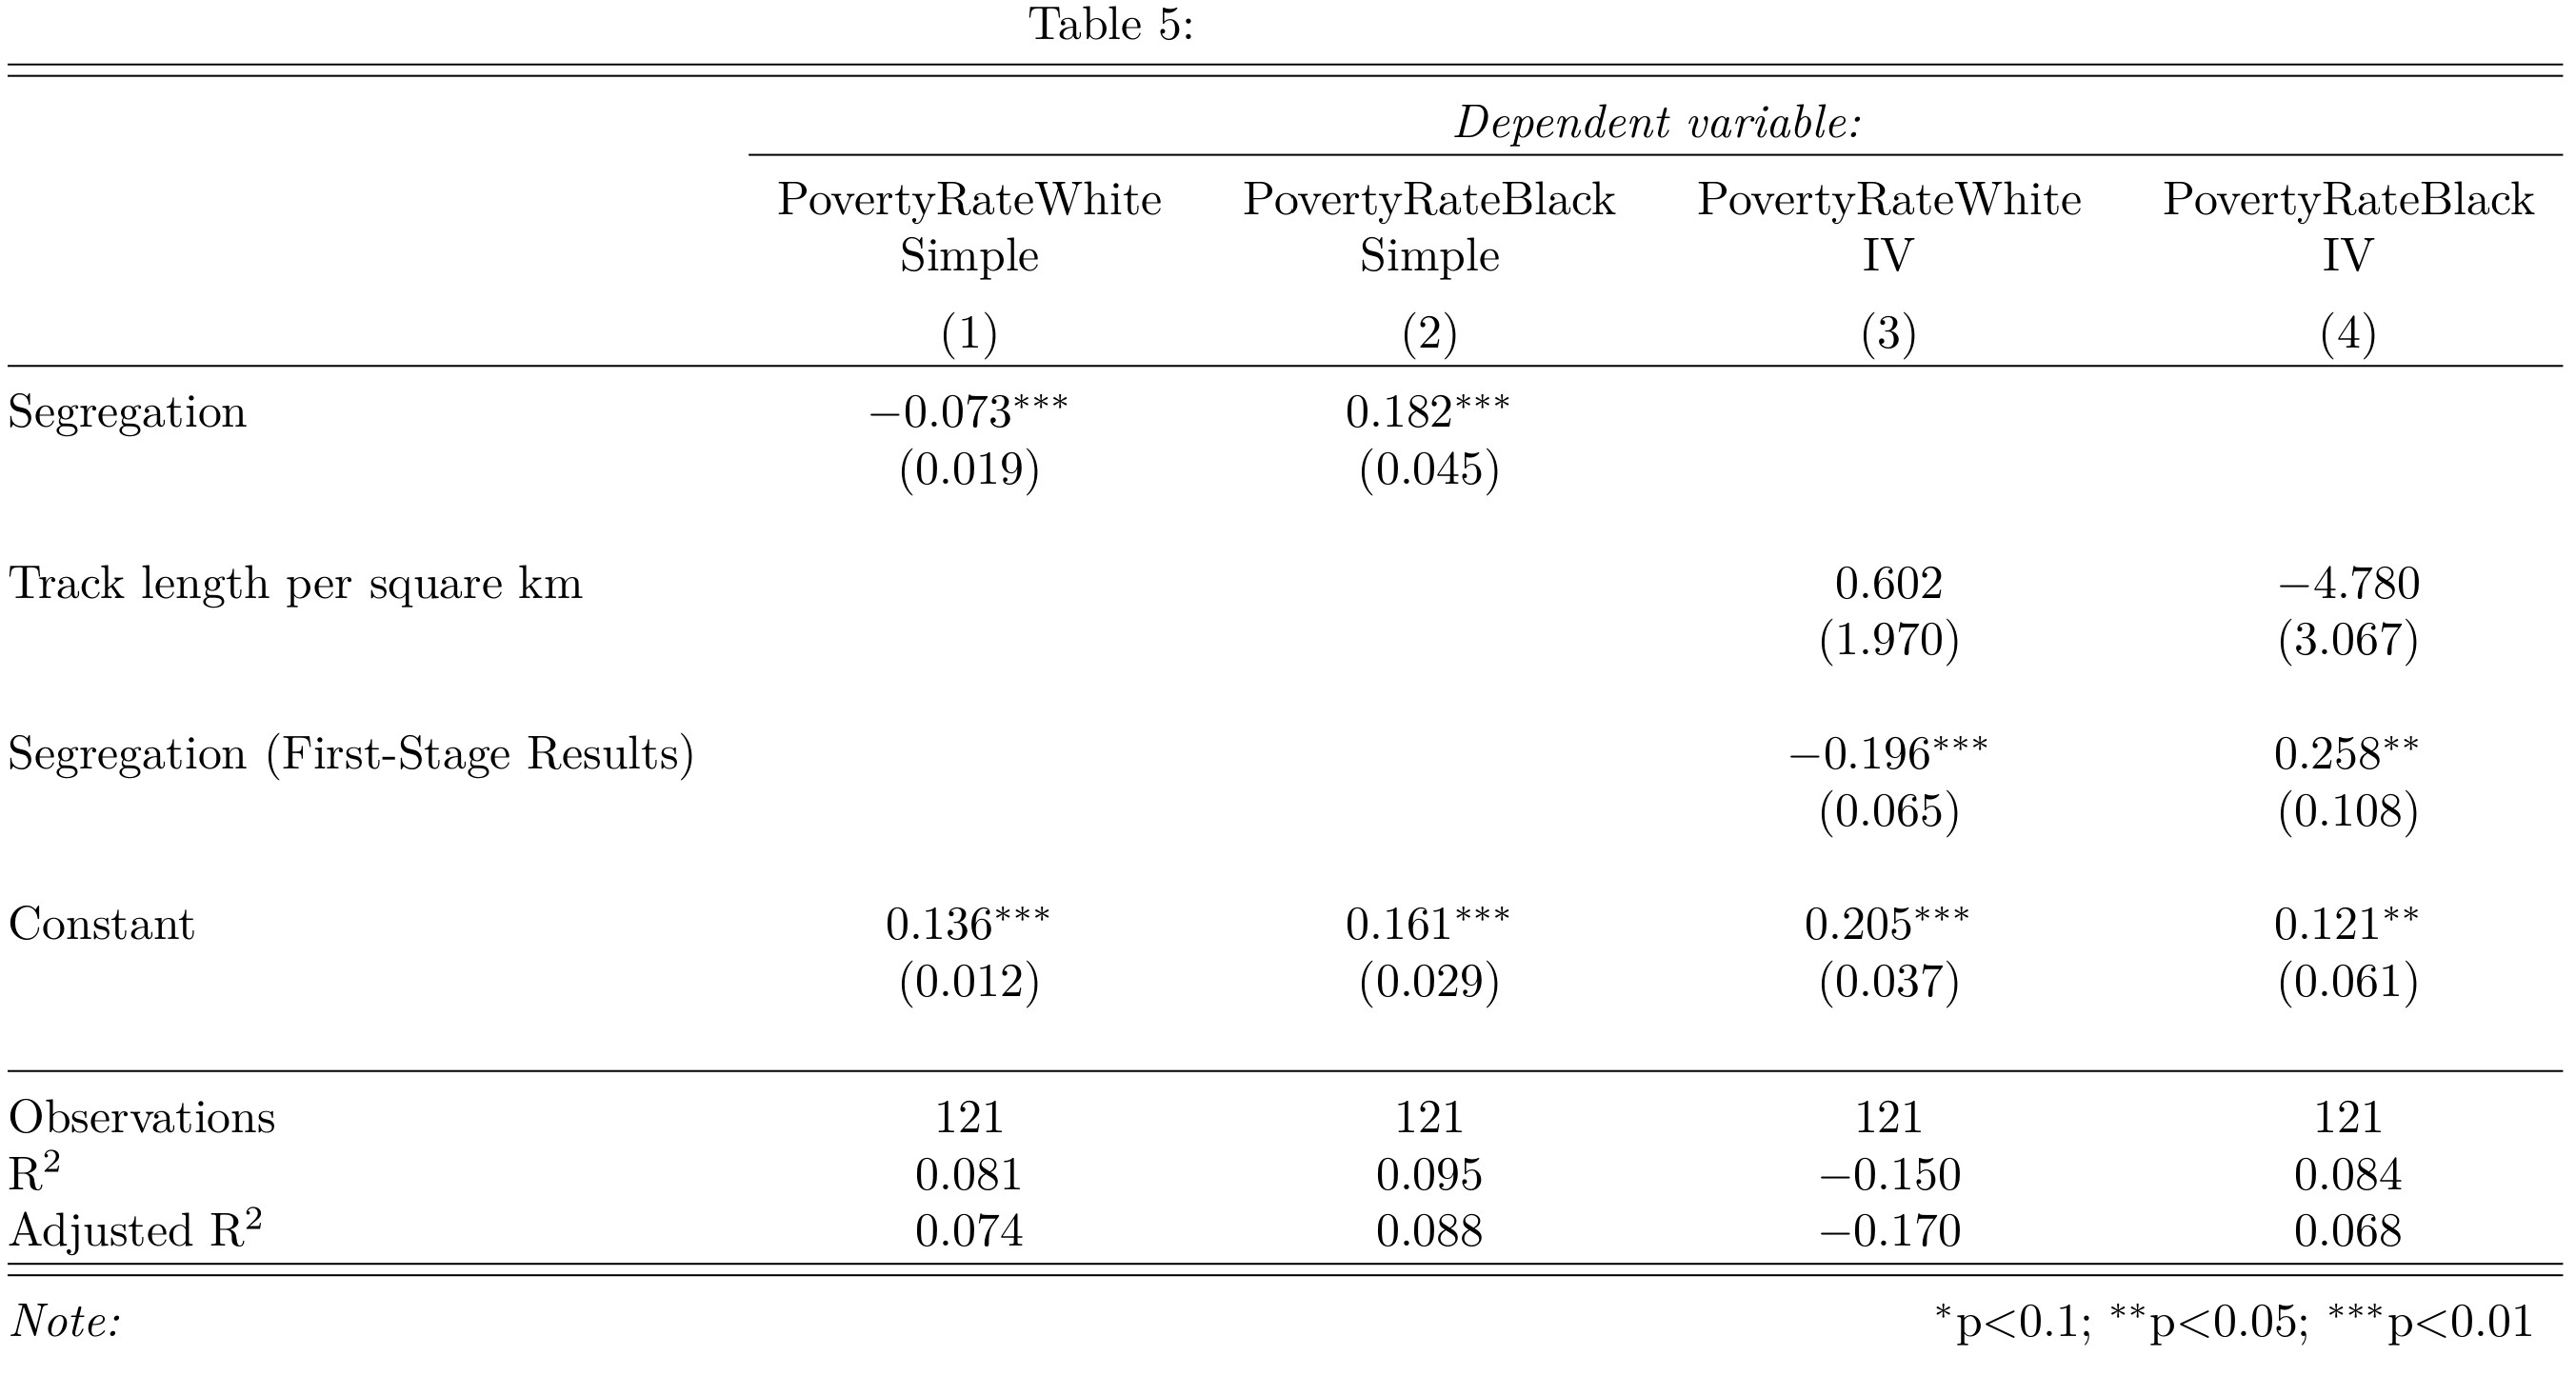 Table 5:
Dependent variable:
PovertyRateWhite PovertyRateBlack PovertyRateWhite PovertyRateBlack
Simple Simple IV IV
(1) (2) (3) (4)
Segregation −0.073*** 0.182***
(0.019) (0.045)
Track length per square km 0.602 −4.780
(1.970) (3.067)
Segregation (First-Stage Results) −0.196*** 0.258**
(0.065) (0.108)
Constant 0.136*** 0.161*** 0.205*** 0.121**
(0.012) (0.029) (0.037) (0.061)
Observations 121 121 121 121
R² 0.081 0.095 −0.150 0.084
Adjusted R² 0.074 0.088 −0.170 0.068
Note: *p<0.1; **p<0.05; ***p<0.01